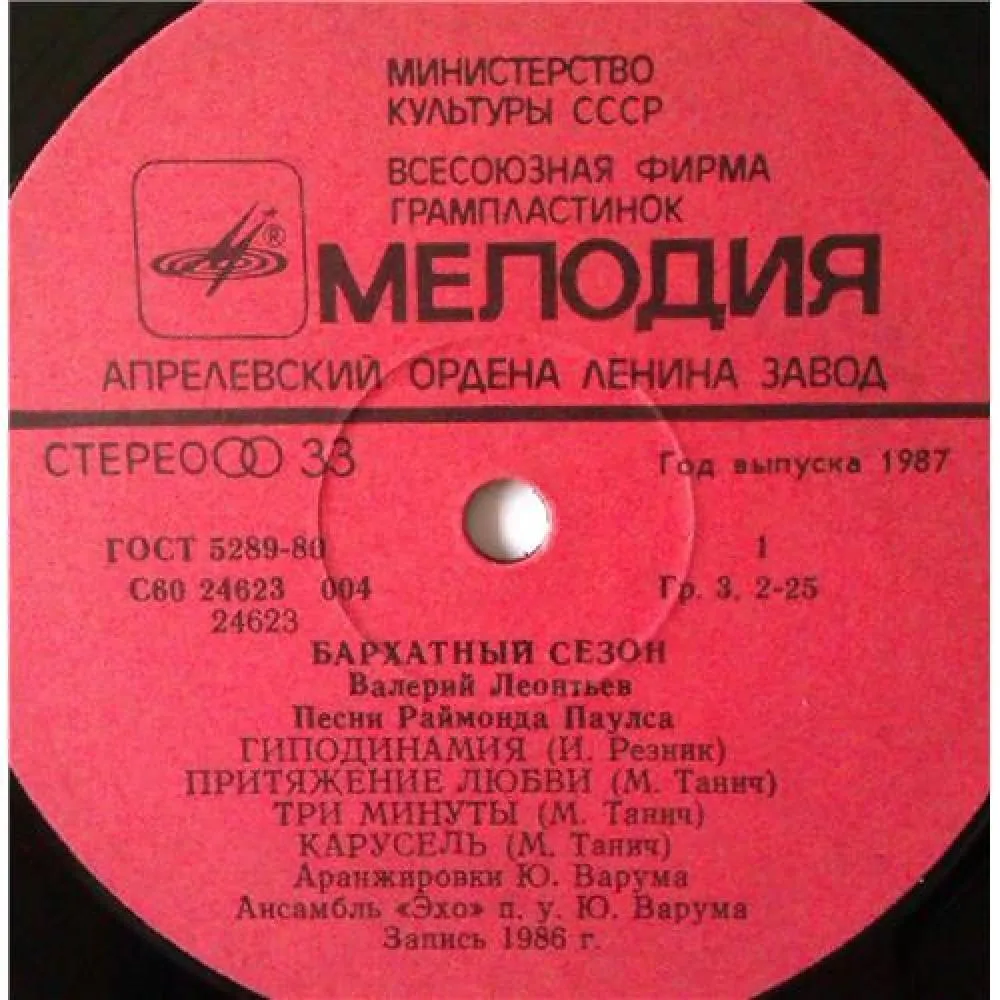 МИНИСТЕРСТВО
КУЛЬТУРЫ СССР
ВСЕСОЮЗНАЯ ФИРМА
ГРАМПЛАСТИНОК
®
МЕЛОДИЯ
АПРЕЛЕВСКИЙ ОРДЕНА ЛЕНИНА ЗАВОД
СТЕРЕО 33 Год выпуска 1987
ГОСТ 5289-80 1
С60 24623 004 Гр. 3, 2-25
24623
БАРХАТНЫЙ СЕЗОН
Валерий Леонтьев
Песни Раймонда Паулса
ГИПОДИНАМИЯ (И. Резник)
ПРИТЯЖЕНИЕ ЛЮБВИ (М. Танич)
ТРИ МИНУТЫ (М. Танич)
КАРУСЕЛЬ (М. Танич)
Аранжировки Ю. Варума
Ансамбль «Эхо» п. у. Ю. Варума
Запись 1986 г.